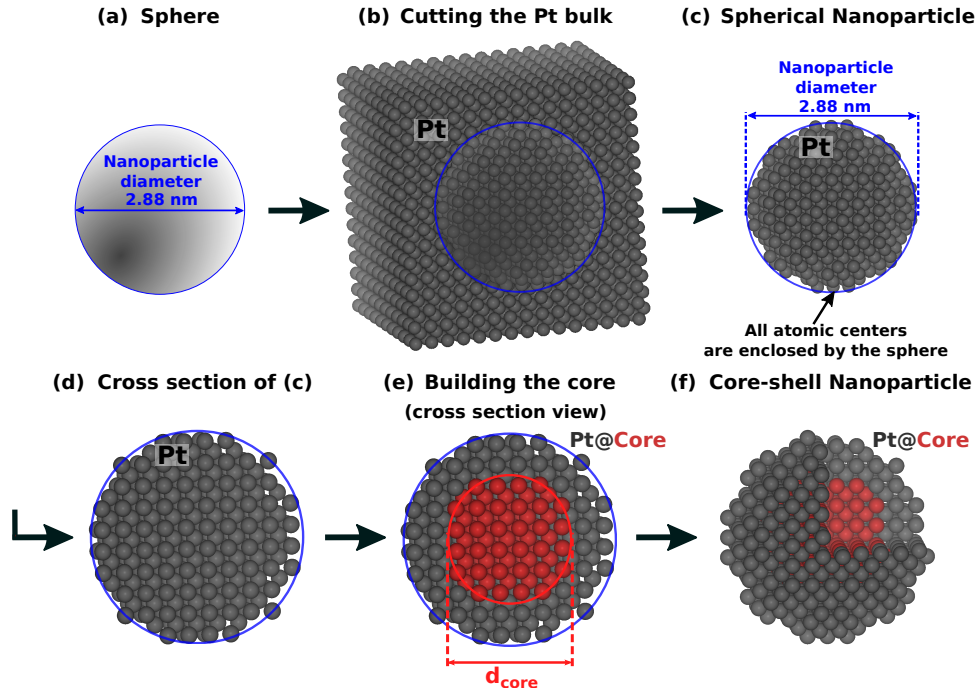 (a) Sphere
Nanoparticle
diameter
2.88 nm
(b) Cutting the Pt bulk
Pt
(c) Spherical Nanoparticle
Nanoparticle
diameter
2.88 nm
Pt
All atomic centers
are enclosed by the sphere
(d) Cross section of (c)
Pt
(e) Building the core
(cross section view)
Pt@Core
d_core
(f) Core-shell Nanoparticle
Pt@Core